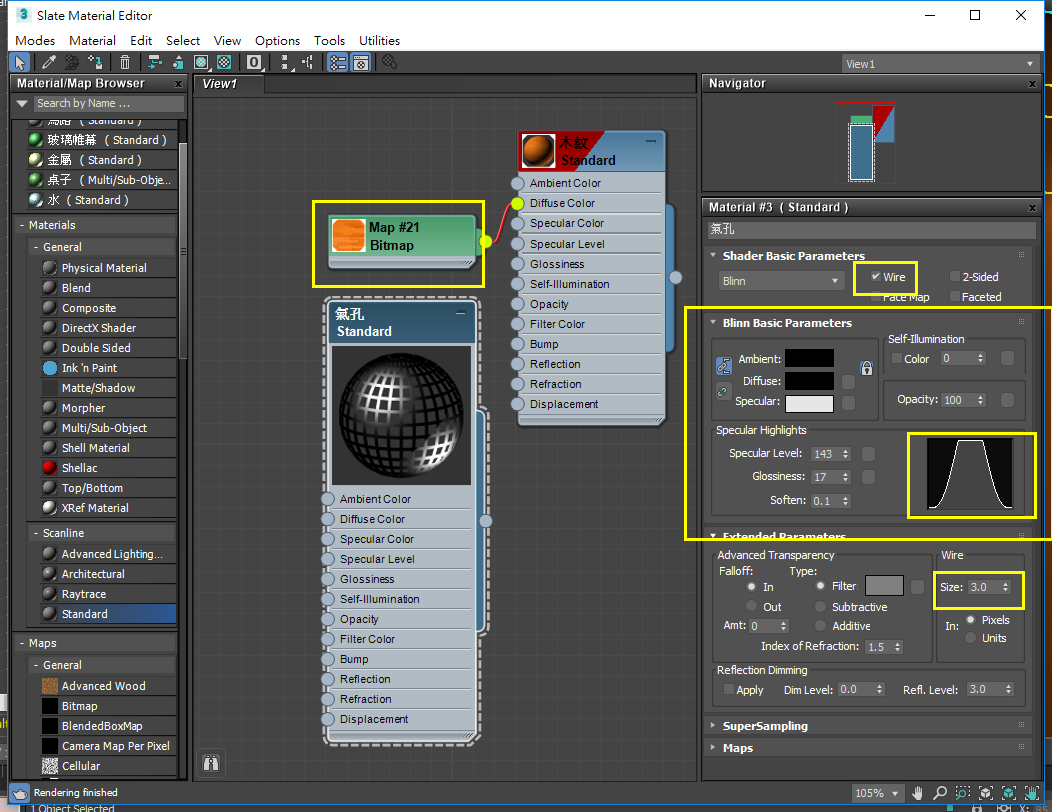 3
Slate Material Editor
Modes Material Edit Select View Options Tools Utilities
0
View1
Material/Map Browser x
Search by Name ...
馬路 ( Standard )
玻璃帷幕 ( Standard )
金屬 ( Standard )
桌子 ( Multi/Sub-Obje...
水 ( Standard )
- Materials
- General
Physical Material
Blend
Composite
DirectX Shader
Double Sided
Ink 'n Paint
Matte/Shadow
Morpher
Multi/Sub-Object
Shell Material
Shellac
Top/Bottom
XRef Material
- Scanline
Advanced Lighting...
Architectural
Raytrace
Standard
- Maps
- General
Advanced Wood
Bitmap
BlendedBoxMap
Camera Map Per Pixel
Cellular
View1
Map #21
Bitmap
木紋
Standard
Ambient Color
Diffuse Color
Specular Color
Specular Level
Glossiness
Self-Illumination
Opacity
Filter Color
Bump
Reflection
Refraction
Displacement
氣孔
Standard
Ambient Color
Diffuse Color
Specular Color
Specular Level
Glossiness
Self-Illumination
Opacity
Filter Color
Bump
Reflection
Refraction
Displacement
Navigator x
Material #3 ( Standard ) x
氣孔
Shader Basic Parameters
Blinn
Wire
2-Sided
Face Map
Faceted
Blinn Basic Parameters
Ambient:
Diffuse:
Specular:
Self-Illumination
Color 0
Opacity: 100
Specular Highlights
Specular Level: 143
Glossiness: 17
Soften: 0.1
Extended Parameters
Advanced Transparency
Falloff: Type:
In Filter
Out Subtractive
Amt: 0 Additive
Index of Refraction: 1.5
Wire
Size: 3.0
In: Pixels
Units
Reflection Dimming
Apply Dim Level: 0.0 Refl. Level: 3.0
SuperSampling
Maps
Rendering finished
105%
1 Object Selected
X: